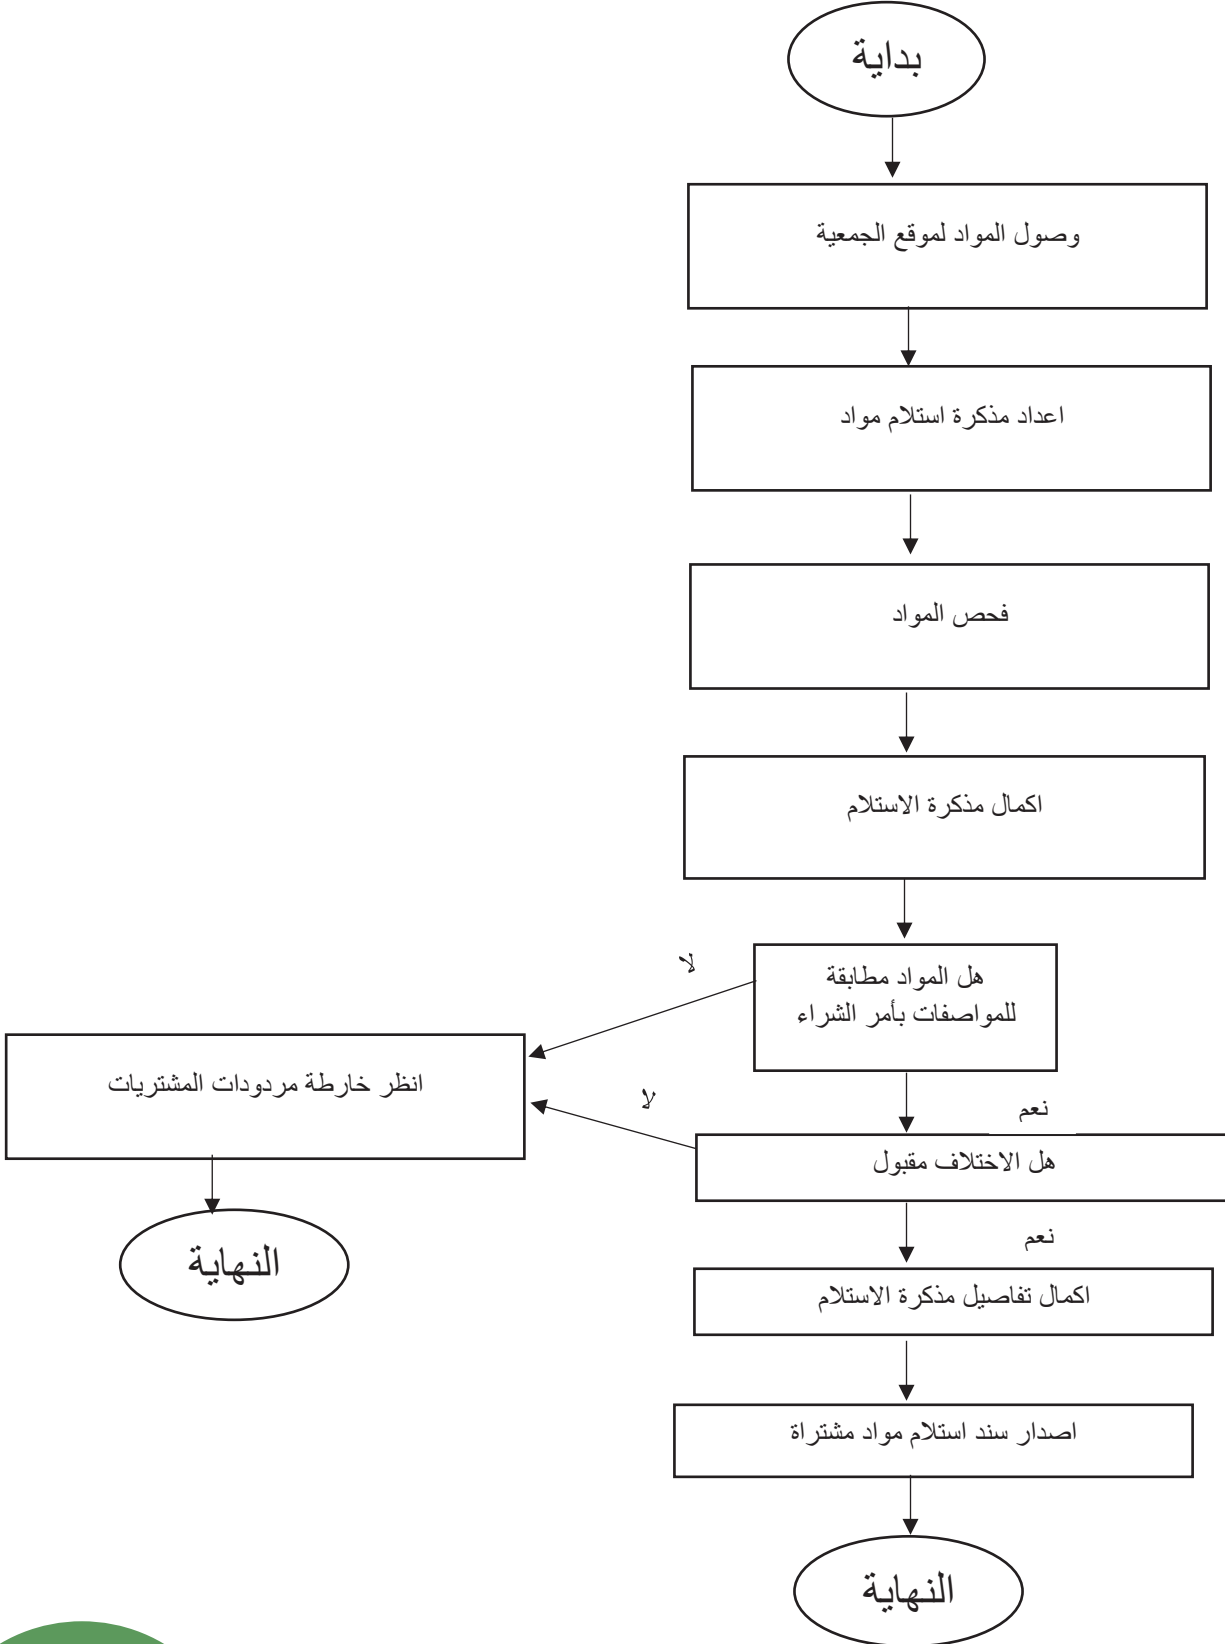 بداية
وصول المواد لموقع الجمعية
اعداد مذكرة استلام مواد
فحص المواد
اكمال مذكرة الاستلام
هل المواد مطابقة
للمواصفات بأمر الشراء
لا
انظر خارطة مردودات المشتريات
لا
نعم
هل الاختلاف مقبول
النهاية
نعم
اكمال تفاصيل مذكرة الاستلام
اصدار سند استلام مواد مشتراة
النهاية